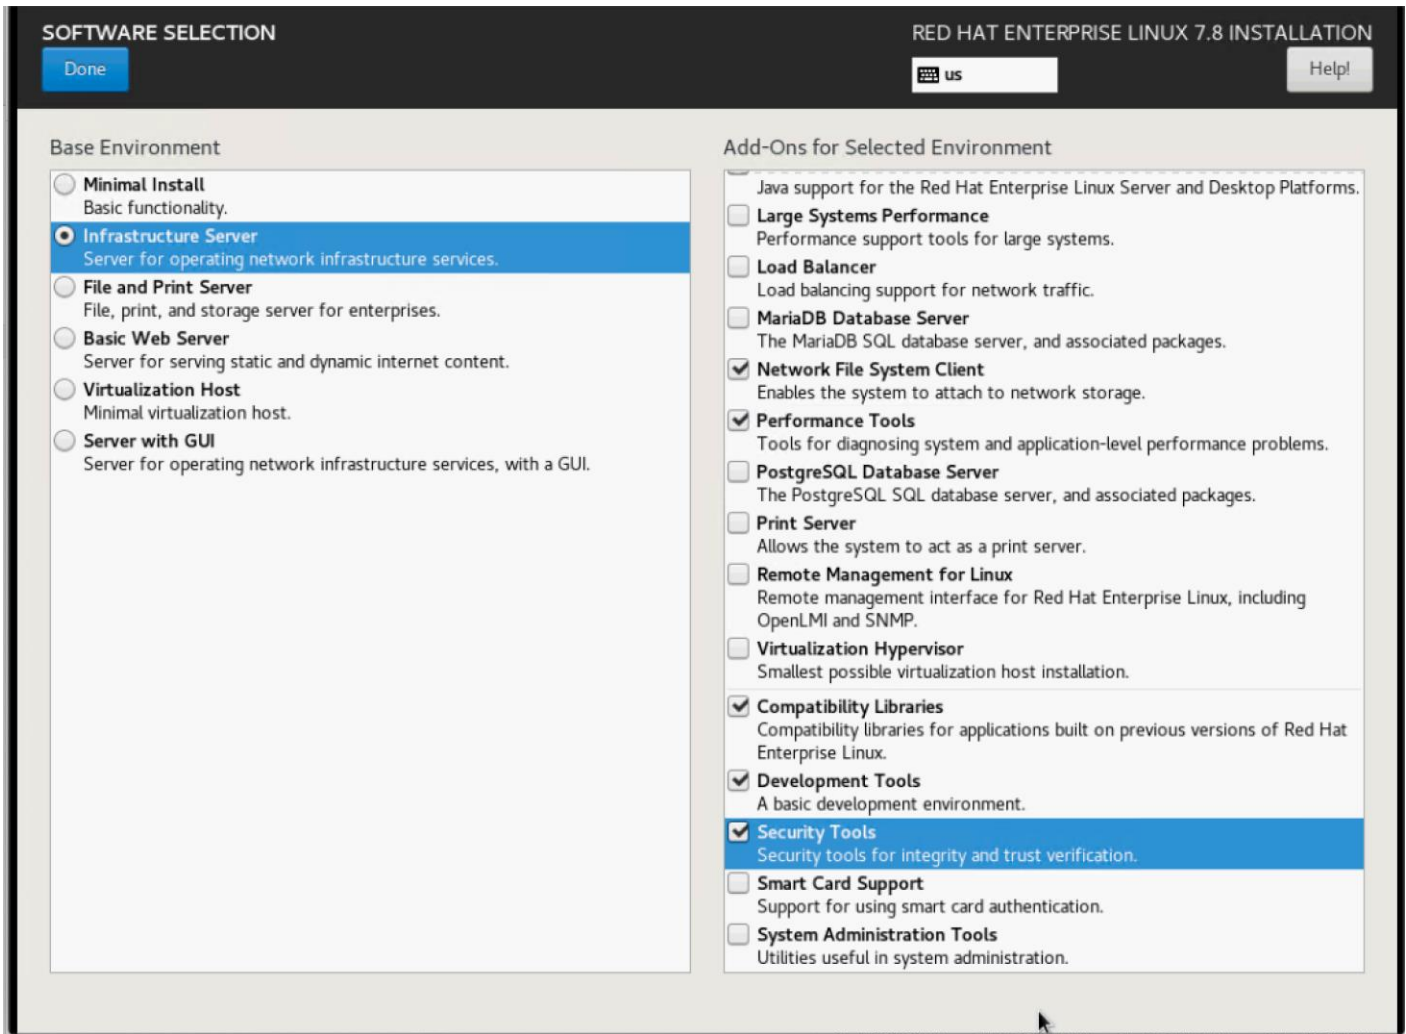 SOFTWARE SELECTION
RED HAT ENTERPRISE LINUX 7.8 INSTALLATION
Done
us
Help!
Base Environment
Minimal Install
Basic functionality.
Infrastructure Server
Server for operating network infrastructure services.
File and Print Server
File, print, and storage server for enterprises.
Basic Web Server
Server for serving static and dynamic internet content.
Virtualization Host
Minimal virtualization host.
Server with GUI
Server for operating network infrastructure services, with a GUI.
Add-Ons for Selected Environment
Java support for the Red Hat Enterprise Linux Server and Desktop Platforms.
Large Systems Performance
Performance support tools for large systems.
Load Balancer
Load balancing support for network traffic.
MariaDB Database Server
The MariaDB SQL database server, and associated packages.
Network File System Client
Enables the system to attach to network storage.
Performance Tools
Tools for diagnosing system and application-level performance problems.
PostgreSQL Database Server
The PostgreSQL SQL database server, and associated packages.
Print Server
Allows the system to act as a print server.
Remote Management for Linux
Remote management interface for Red Hat Enterprise Linux, including
OpenLMI and SNMP.
Virtualization Hypervisor
Smallest possible virtualization host installation.
Compatibility Libraries
Compatibility libraries for applications built on previous versions of Red Hat
Enterprise Linux.
Development Tools
A basic development environment.
Security Tools
Security tools for integrity and trust verification.
Smart Card Support
Support for using smart card authentication.
System Administration Tools
Utilities useful in system administration.